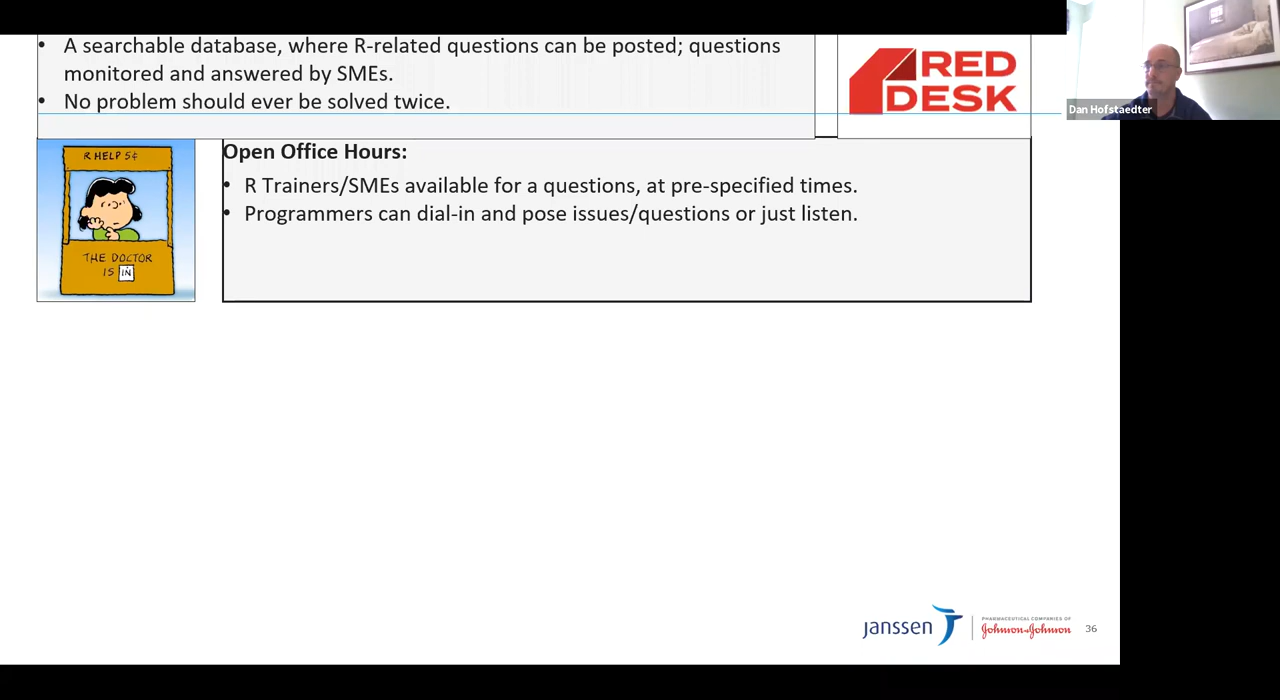 • A searchable database, where R-related questions can be posted; questions
monitored and answered by SMEs.
• No problem should ever be solved twice.
RED
DESK
Dan Hofstaedter
R HELP 5¢
THE DOCTOR
IS IN
Open Office Hours:
• R Trainers/SMEs available for a questions, at pre-specified times.
• Programmers can dial-in and pose issues/questions or just listen.
janssen
PHARMACEUTICAL COMPANIES OF
Johnson & Johnson
36